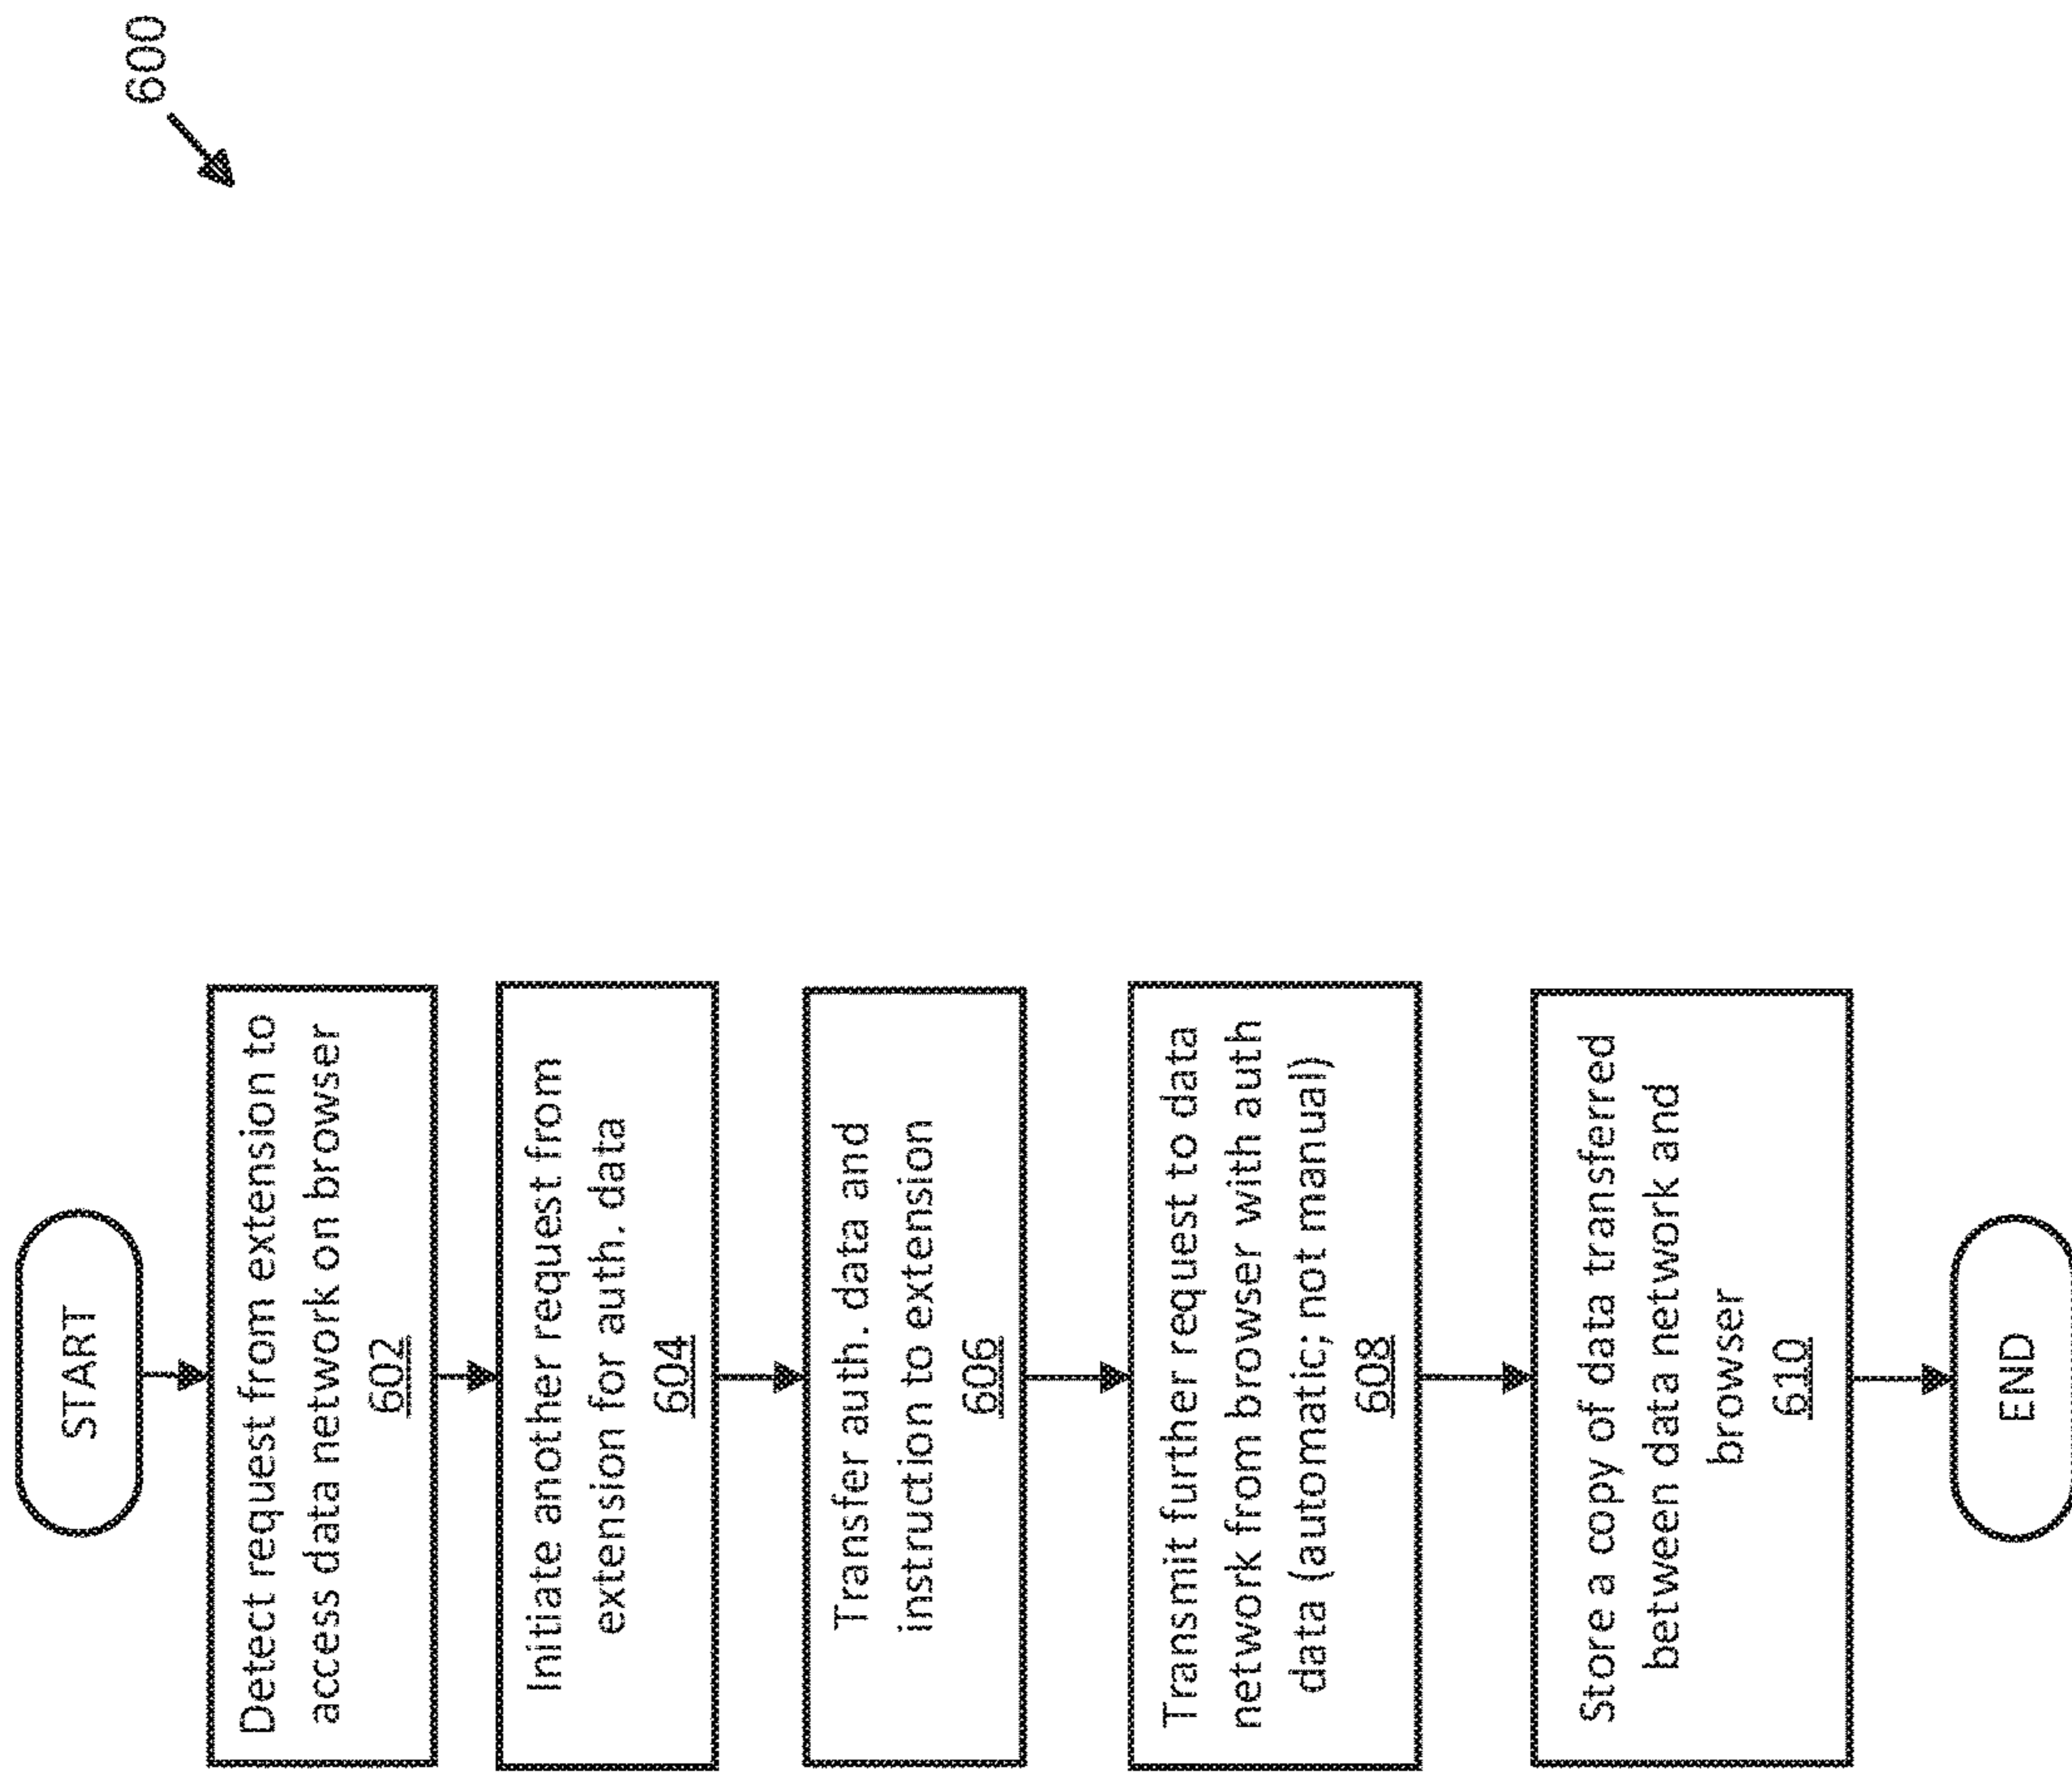 600
START
Detect request from extension to
access data network on browser
602
Initiate another request from
extension for auth. data
604
Transfer auth. data and
instruction to extension
606
Transmit further request to data
network from browser with auth
data (automatic; not manual)
608
Store a copy of data transferred
between data network and
browser
610
END